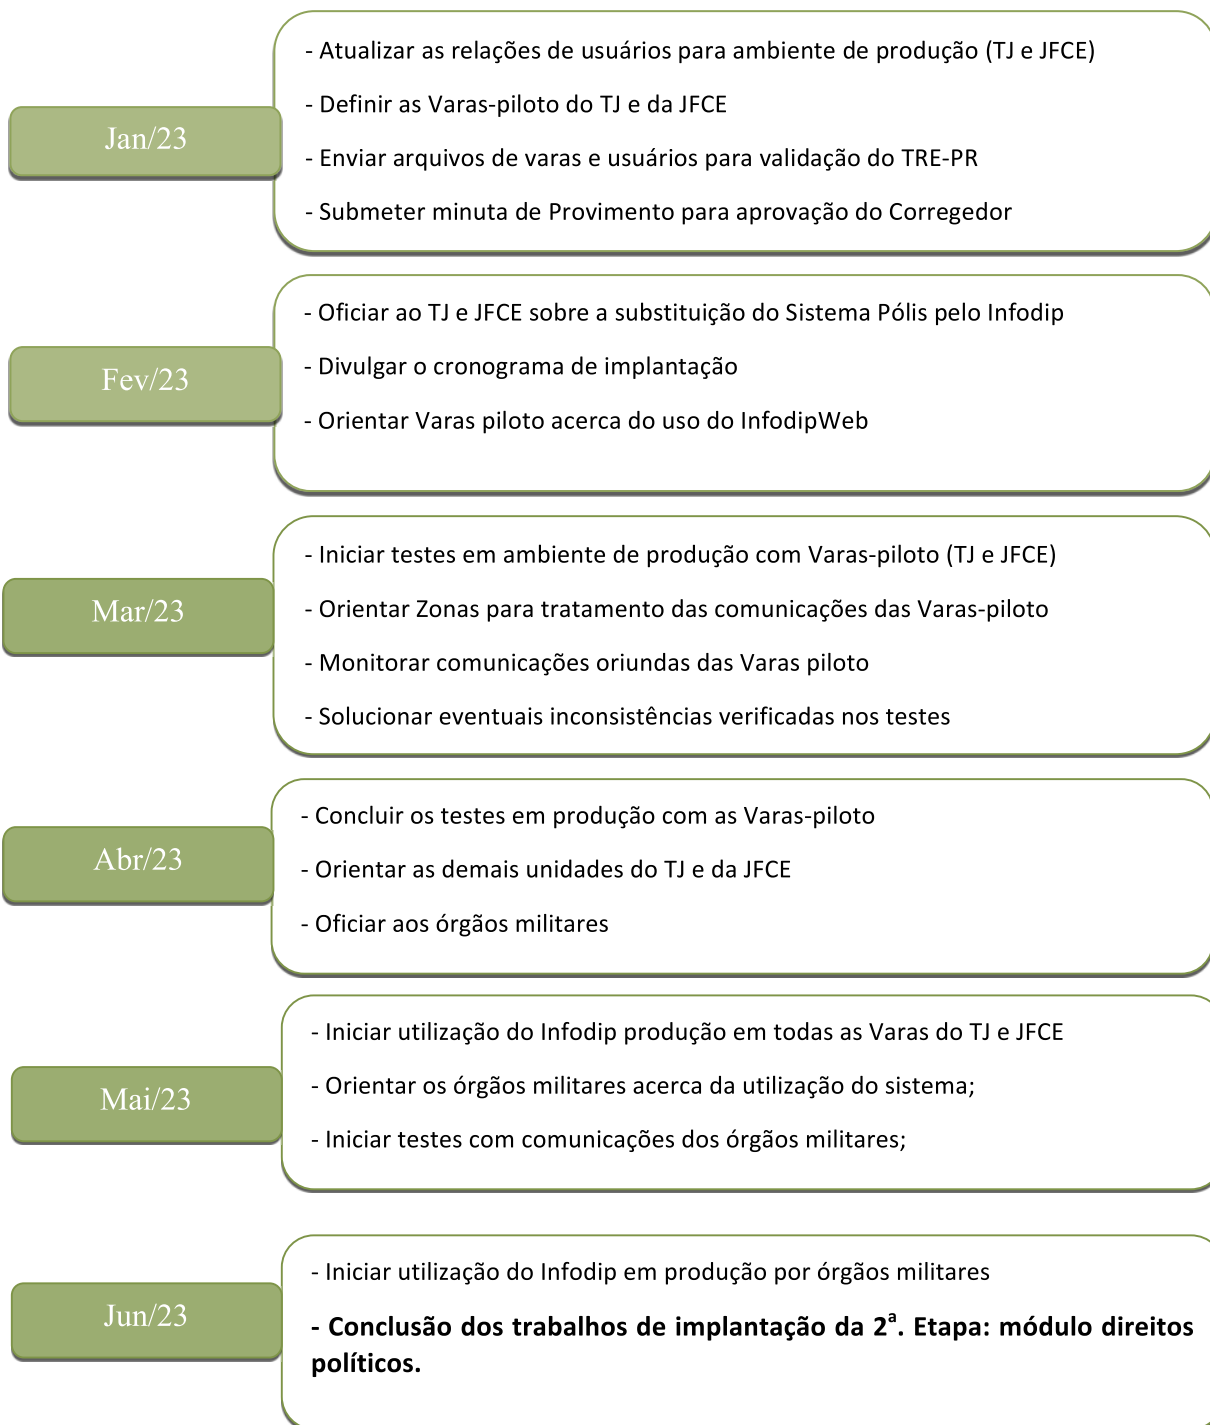 Jan/23
- Atualizar as relações de usuários para ambiente de produção (TJ e JFCE)
- Definir as Varas-piloto do TJ e da JFCE
- Enviar arquivos de varas e usuários para validação do TRE-PR
- Submeter minuta de Provimento para aprovação do Corregedor
Fev/23
- Oficiar ao TJ e JFCE sobre a substituição do Sistema Pólis pelo Infodip
- Divulgar o cronograma de implantação
- Orientar Varas piloto acerca do uso do InfodipWeb
Mar/23
- Iniciar testes em ambiente de produção com Varas-piloto (TJ e JFCE)
- Orientar Zonas para tratamento das comunicações das Varas-piloto
- Monitorar comunicações oriundas das Varas piloto
- Solucionar eventuais inconsistências verificadas nos testes
Abr/23
- Concluir os testes em produção com as Varas-piloto
- Orientar as demais unidades do TJ e da JFCE
- Oficiar aos órgãos militares
Mai/23
- Iniciar utilização do Infodip produção em todas as Varas do TJ e JFCE
- Orientar os órgãos militares acerca da utilização do sistema;
- Iniciar testes com comunicações dos órgãos militares;
Jun/23
- Iniciar utilização do Infodip em produção por órgãos militares
- Conclusão dos trabalhos de implantação da 2ª. Etapa: módulo direitos
políticos.